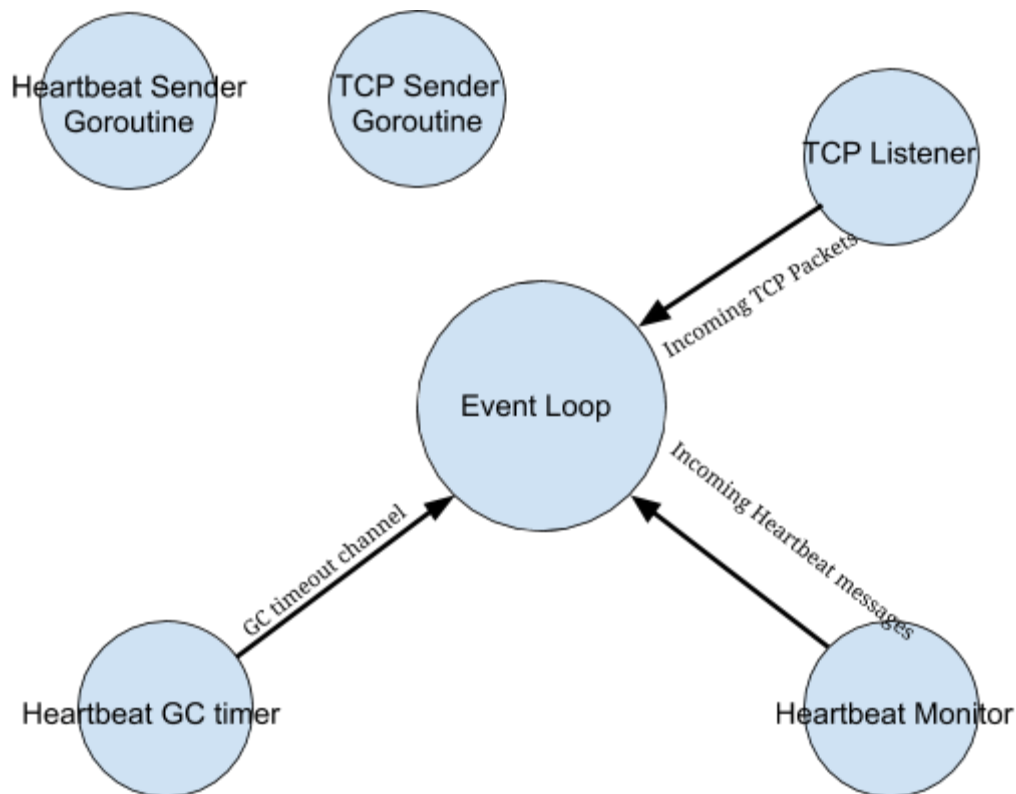 Heartbeat Sender
Goroutine
TCP Sender
Goroutine
TCP Listener
Incoming TCP Packets
Event Loop
Incoming Heartbeat messages
GC timeout channel
Heartbeat GC timer
Heartbeat Monitor